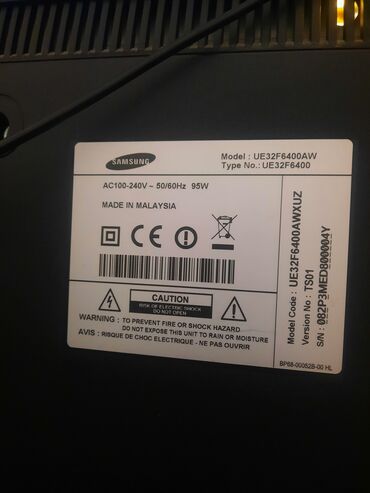 SAMSUNG
Model : UE32F6400AW
Type No.: UE32F6400
AC100-240V ~ 50/60Hz 95W
MADE IN MALAYSIA
CE
CAUTION
RISK OF ELECTRIC SHOCK
DO NOT OPEN
WARNING : TO PREVENT FIRE OR SHOCK HAZARD
DO NOT EXPOSE THIS UNIT TO RAIN OR MOISTURE
AVIS : RISQUE DE CHOC ELECTRIQUE - NE PAS OUVRIR
Model Code : UE32F6400AWXUZ
Version No : TS01
S/N : 082P3MED800004Y
BP68-00052B-00 HL